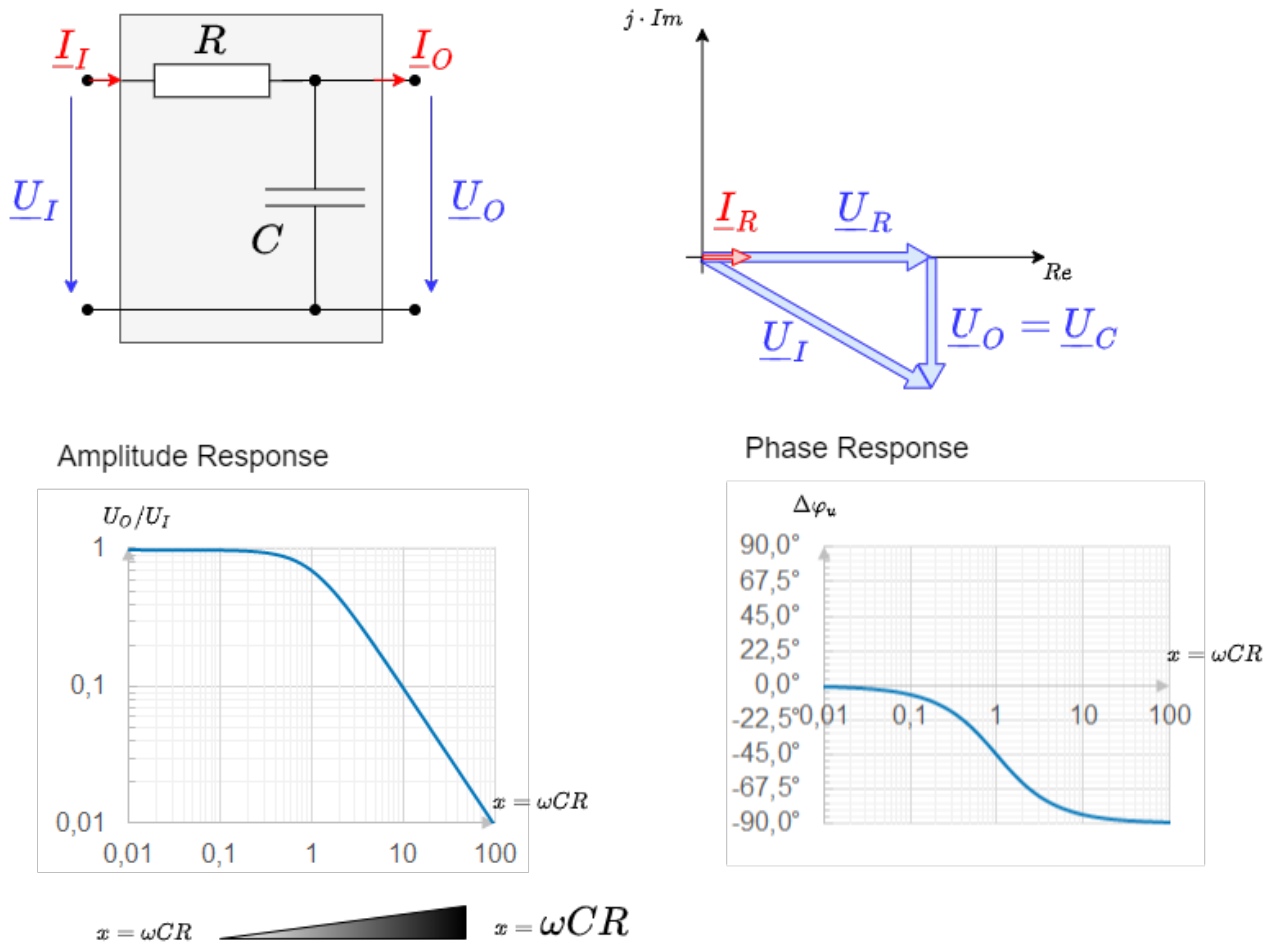 R
I_I
I_O
U_I
U_O
C
j · Im
I_R
U_R
Re
U_I
U_O = U_C
Amplitude Response
U_O/U_I
1
0,1
0,01
0,01 0,1 1 10 100
x = ωCR
Phase Response
Δφ_u
90,0°
67,5°
45,0°
22,5°
0,0°
-22,5°
-45,0°
-67,5°
-90,0°
0,01 0,1 1 10 100
x = ωCR
x = ωCR
x = ωCR